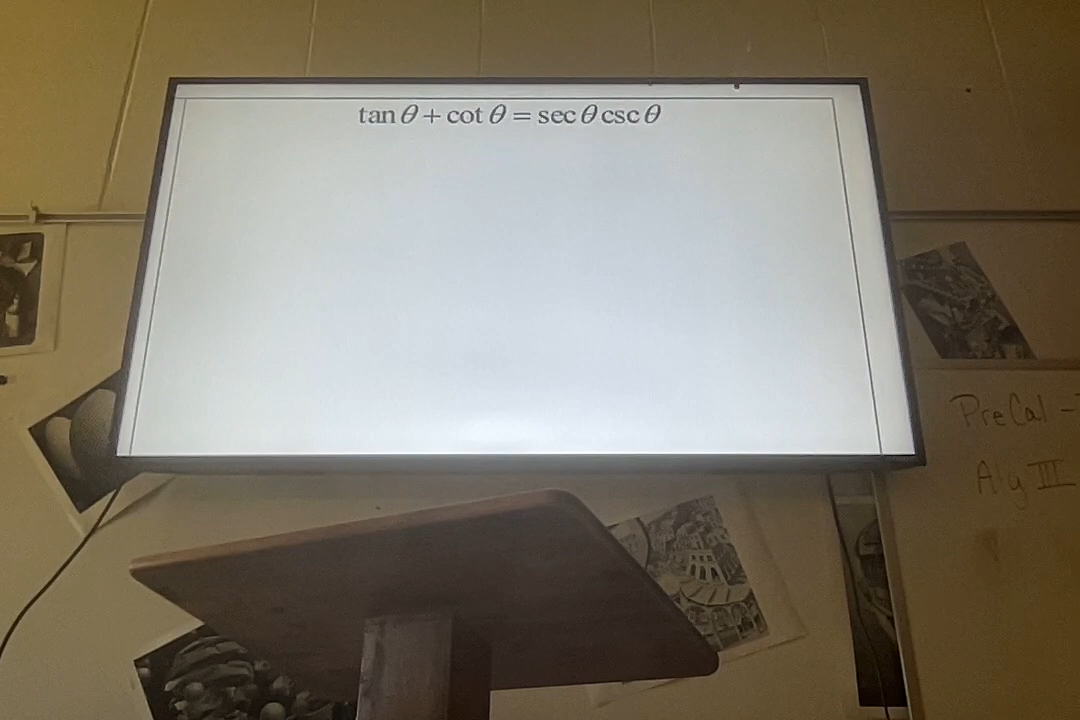 tan θ + cot θ = sec θ csc θ
PreCal -
Alg III